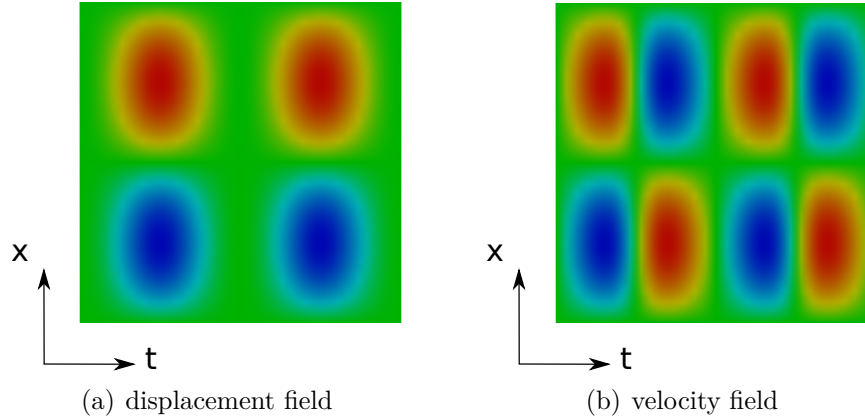 x
t
(a) displacement field
x
t
(b) velocity field